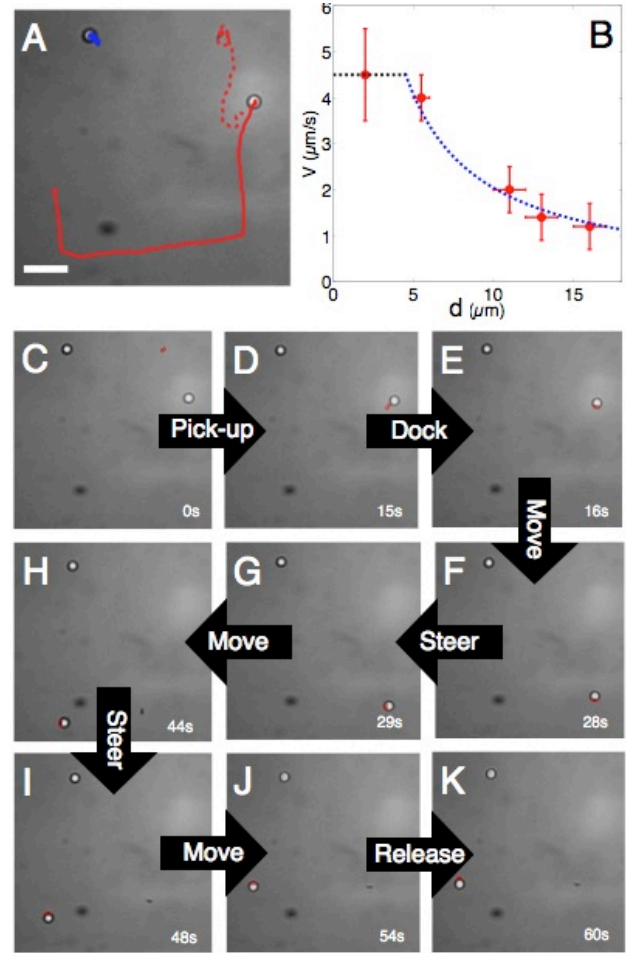 A
B
6
5
4
3
2
1
0
V (μm/s)
0
5
10
15
d (μm)
C
0s
Pick-up
D
15s
Dock
E
16s
Move
H
44s
Move
G
29s
Steer
F
28s
Steer
I
48s
Move
J
54s
Release
K
60s